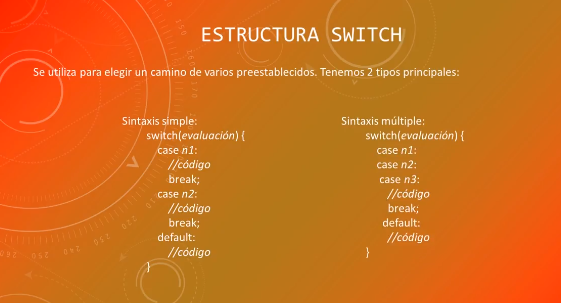 ESTRUCTURA SWITCH
Se utiliza para elegir un camino de varios preestablecidos. Tenemos 2 tipos principales:
Sintaxis simple:
switch(evaluación) {
case n1:
//código
break;
case n2:
//código
break;
default:
//código
}
Sintaxis múltiple:
switch(evaluación) {
case n1:
case n2:
case n3:
//código
break;
default:
//código
}